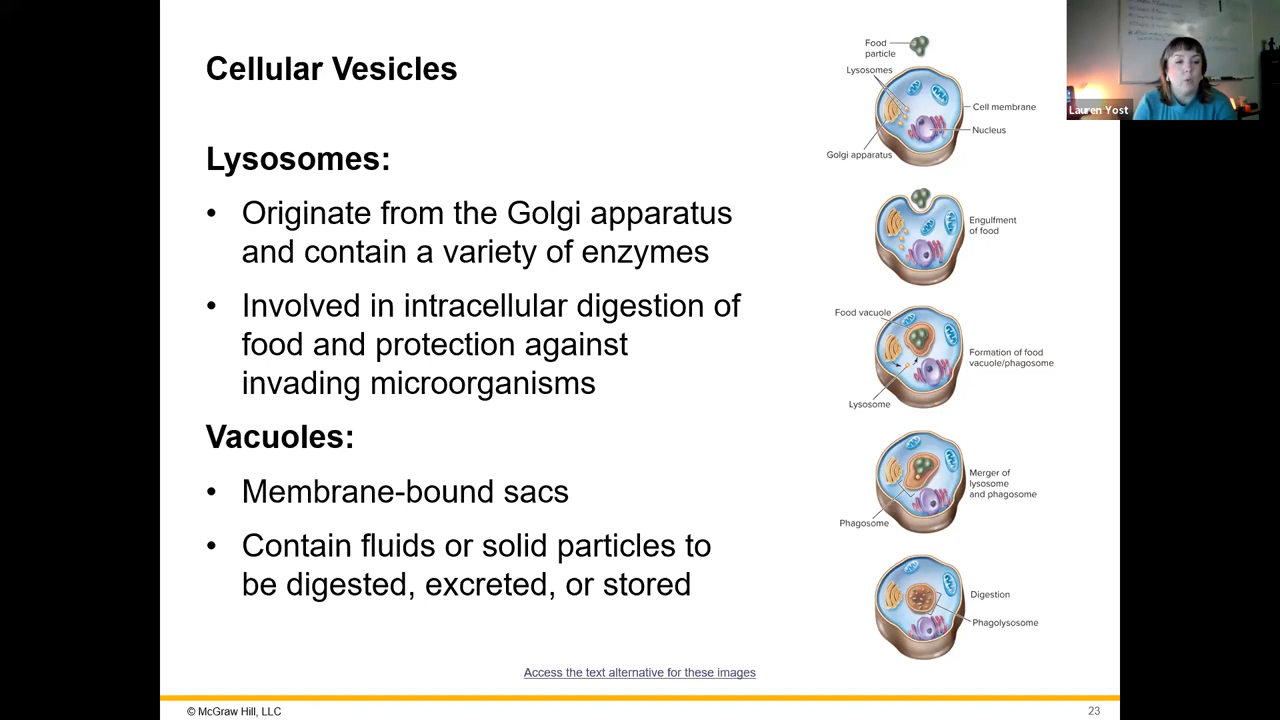 Cellular Vesicles
Lysosomes:
• Originate from the Golgi apparatus
and contain a variety of enzymes
• Involved in intracellular digestion of
food and protection against
invading microorganisms
Vacuoles:
• Membrane-bound sacs
• Contain fluids or solid particles to
be digested, excreted, or stored
Food
particle
Lysosomes
Cell membrane
Nucleus
Golgi apparatus
Engulfment
of food
Food vacuole
Formation of food
vacuole/phagosome
Lysosome
Merger of
lysosome
and phagosome
Phagosome
Digestion
Phagolysosome
Lauren Yost
Access the text alternative for these images
© McGraw Hill, LLC
23